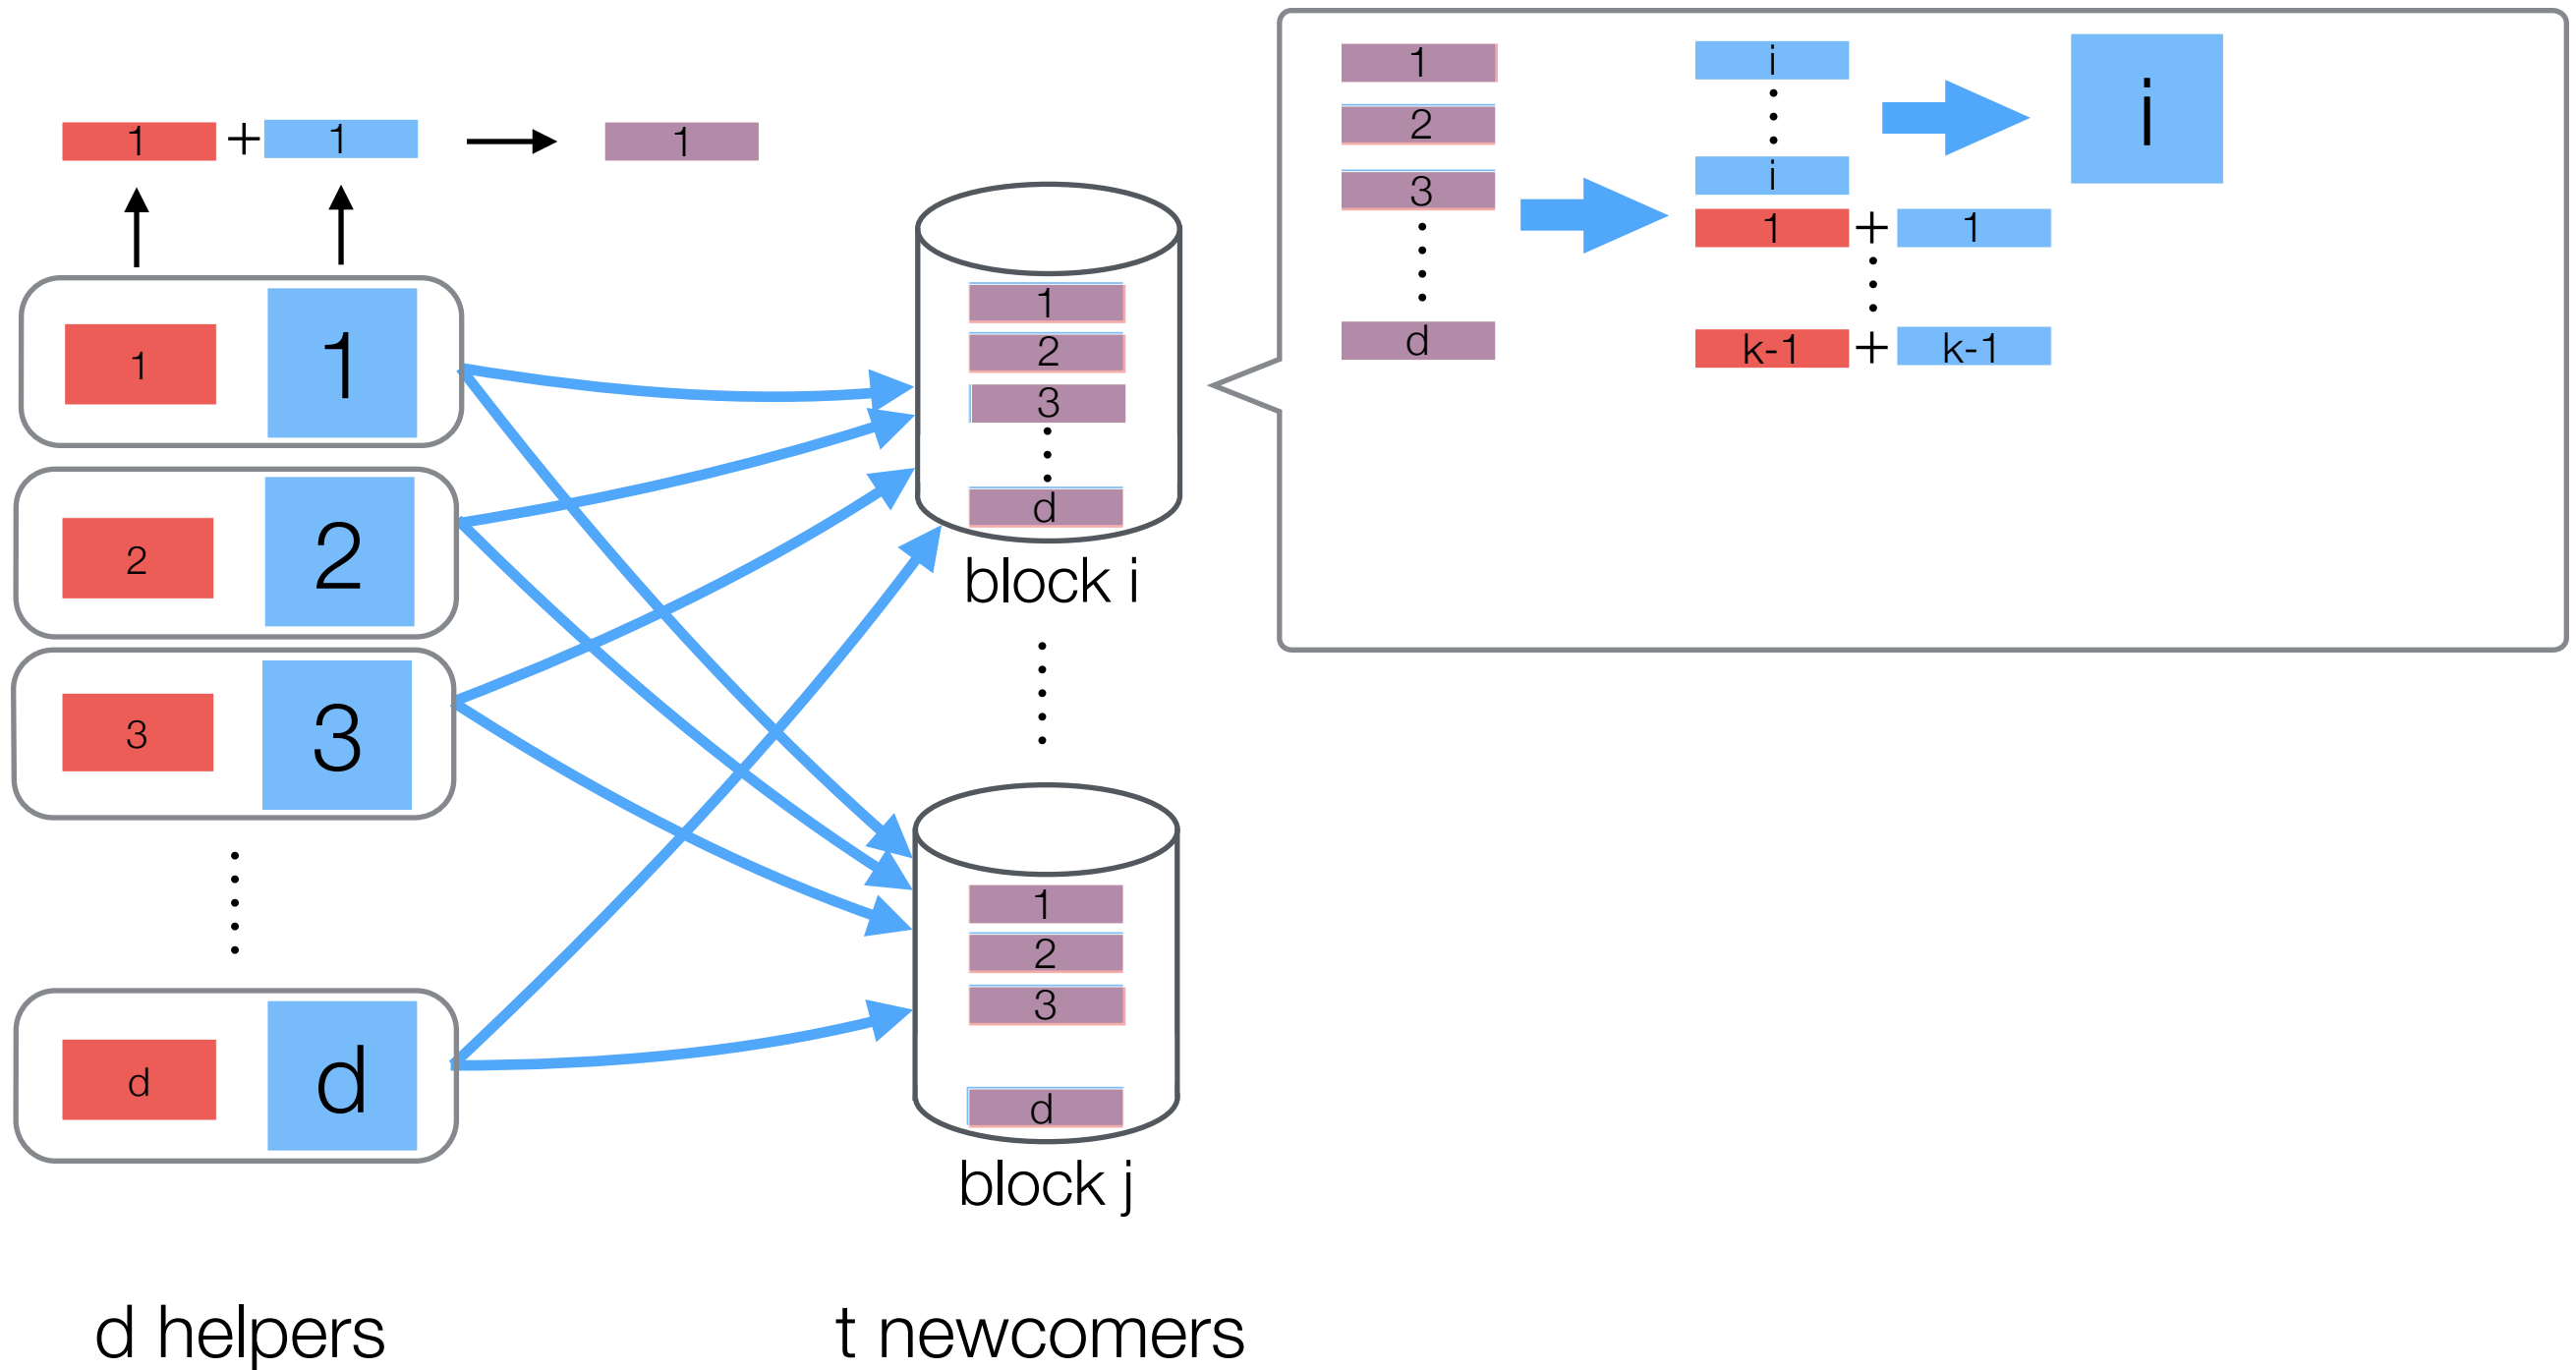 1 + 1 1
1 1
2 2
3 3
d d
d helpers
1
2
3
d
block i
1
2
3
d
block j
t newcomers
1
2
3
d
i
i
1 + 1
k-1 + k-1
i